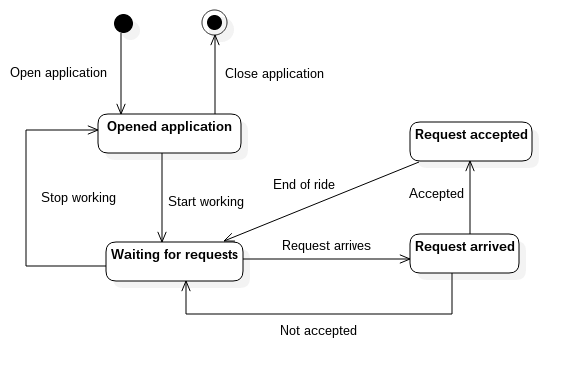 Open application
Close application
Opened application
Request accepted
End of ride
Accepted
Stop working
Start working
Request arrives
Waiting for requests
Request arrived
Not accepted